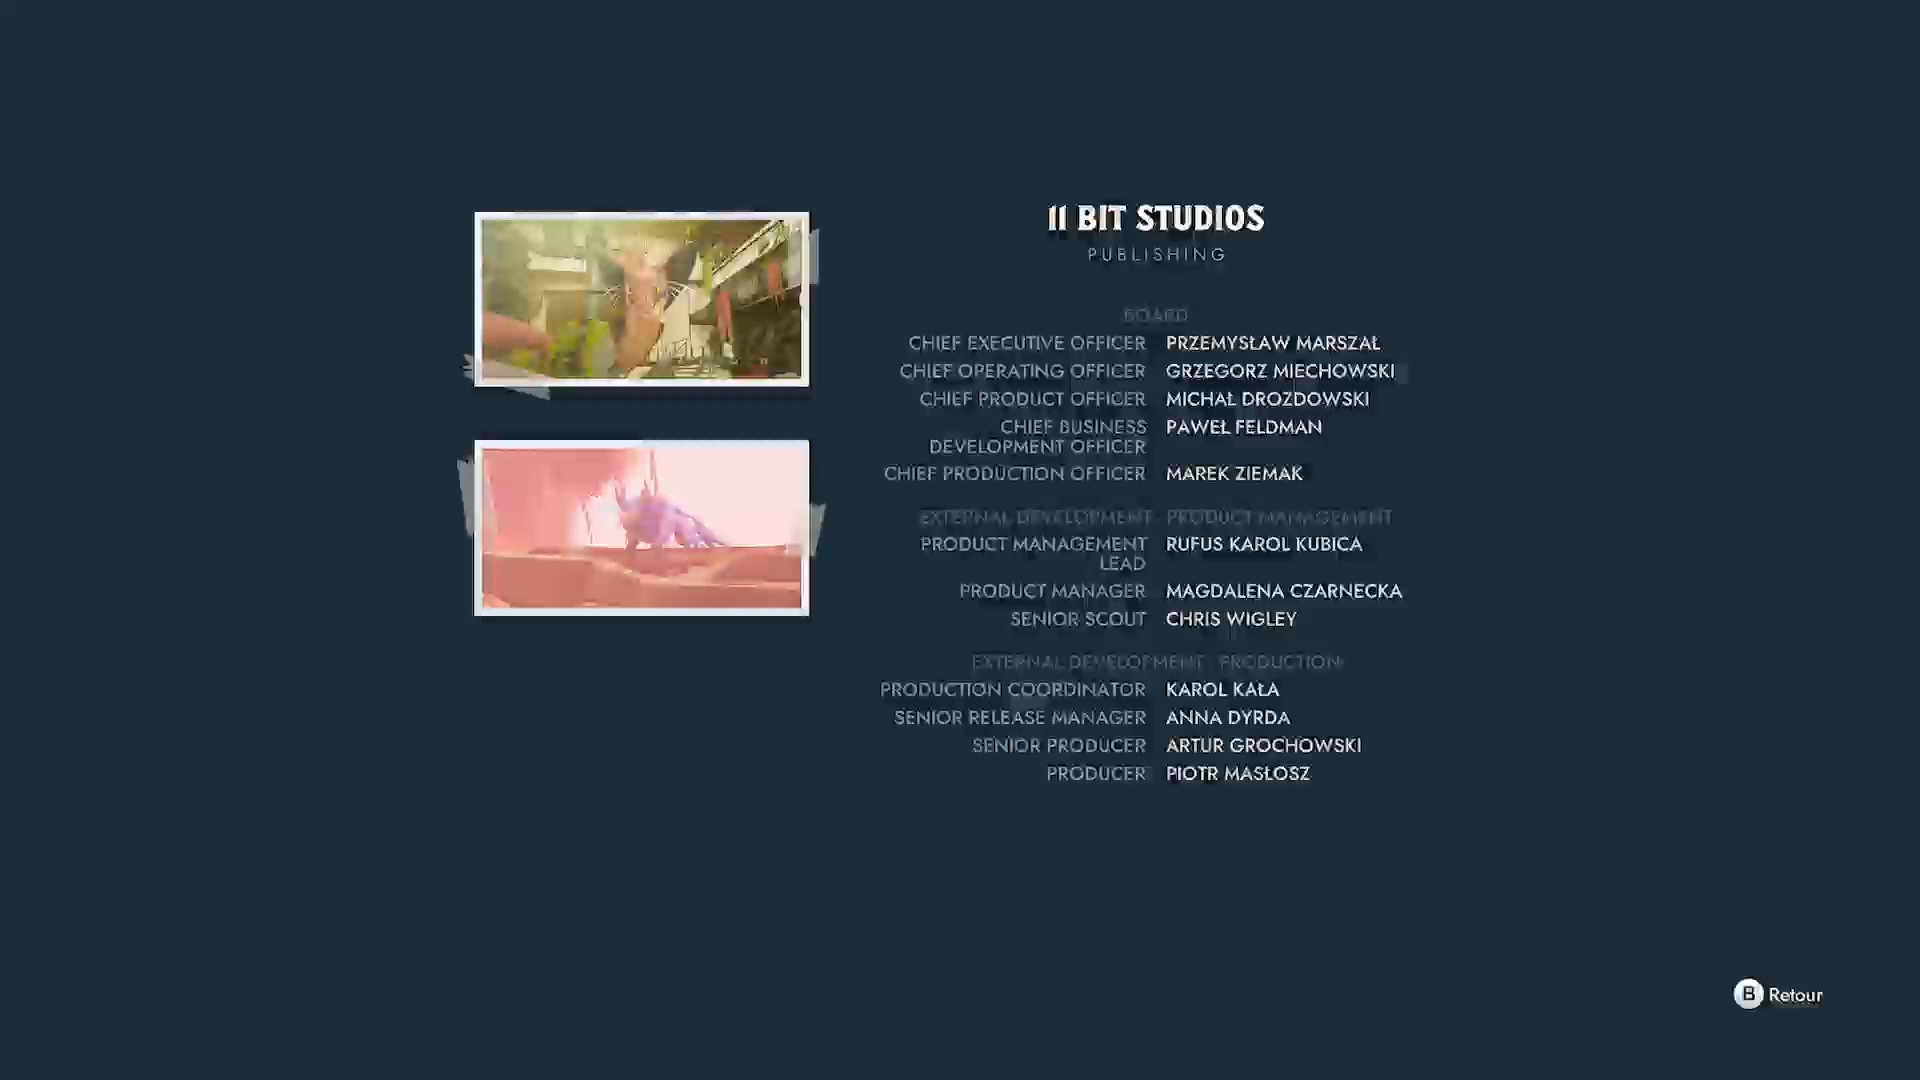 11 BIT STUDIOS
PUBLISHING
BOARD
CHIEF EXECUTIVE OFFICER PRZEMYSŁAW MARSZAŁ
CHIEF OPERATING OFFICER GRZEGORZ MIECHOWSKI
CHIEF PRODUCT OFFICER MICHAŁ DROZDOWSKI
CHIEF BUSINESS PAWEŁ FELDMAN
DEVELOPMENT OFFICER
CHIEF PRODUCTION OFFICER MAREK ZIEMAK
EXTERNAL DEVELOPMENT - PRODUCT MANAGEMENT
PRODUCT MANAGEMENT RUFUS KAROL KUBICA
LEAD
PRODUCT MANAGER MAGDALENA CZARNECKA
SENIOR SCOUT CHRIS WIGLEY
EXTERNAL DEVELOPMENT - PRODUCTION
PRODUCTION COORDINATOR KAROL KAŁA
SENIOR RELEASE MANAGER ANNA DYRDA
SENIOR PRODUCER ARTUR GROCHOWSKI
PRODUCER PIOTR MASŁOSZ
B Retour